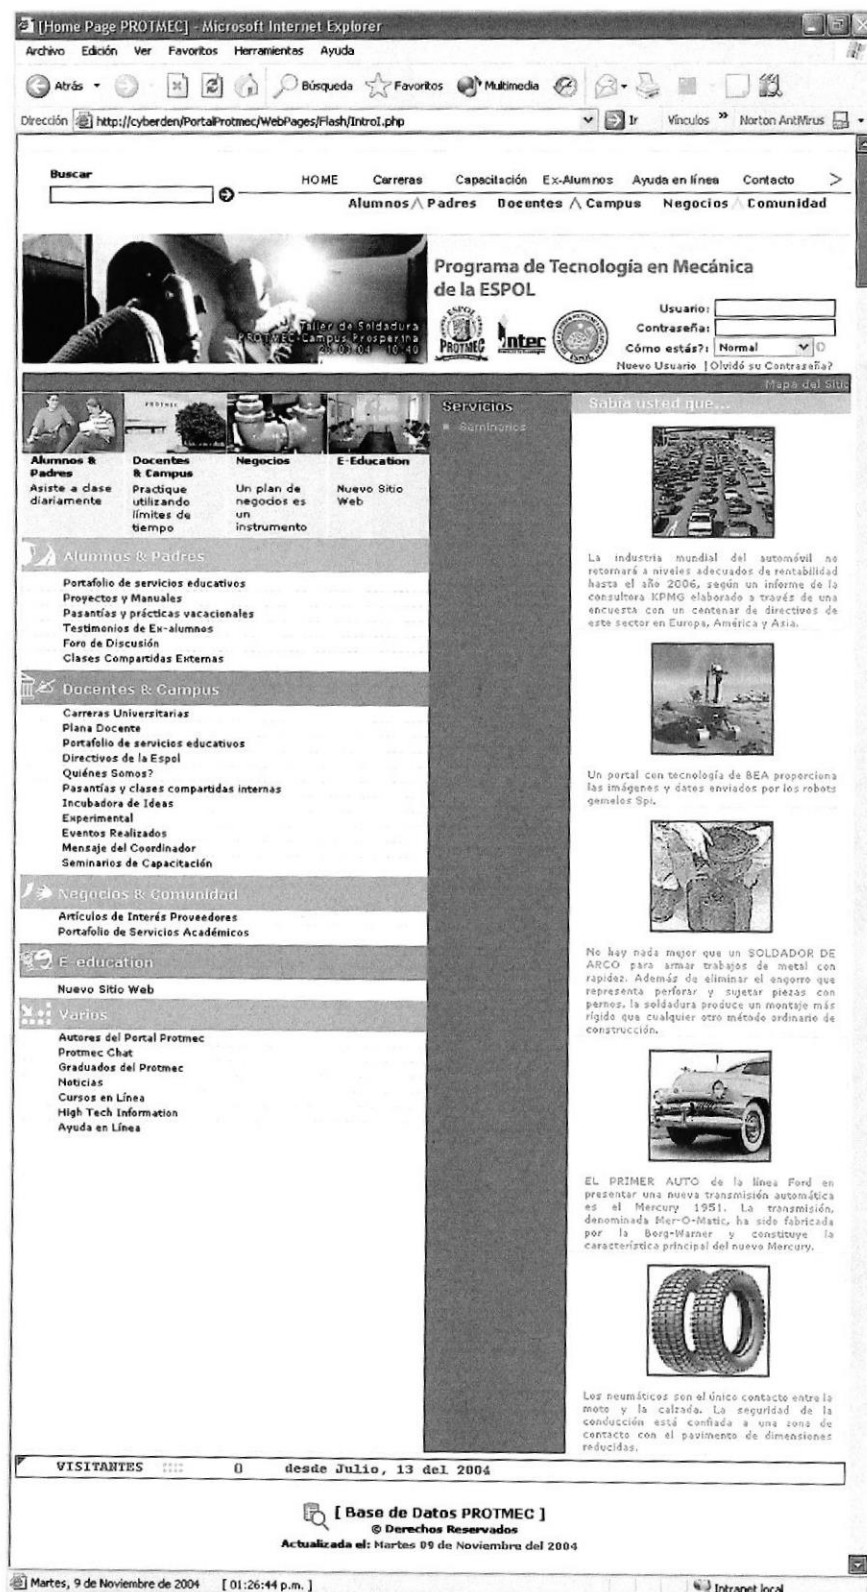 [Home Page PROTMEC] - Microsoft Internet Explorer
Archivo Edición Ver Favoritos Herramientas Ayuda
Atrás Búsqueda Favoritos Multimedia
Dirección http://cyberden/PortalProtmec/WebPages/Flash/IntroI.php Ir Vínculos » Norton AntiVirus
Buscar
HOME Carreras Capacitación Ex-Alumnos Ayuda en línea Contacto >
Alumnos Padres Docentes Campus Negocios Comunidad
Taller de Soldadura
PROTMEC-Campus Prosperina
Programa de Tecnología en Mecánica
de la ESPOL
ESPOL
PROTMEC
intec
Usuario:
Contraseña:
Cómo estás?: Normal
Nuevo Usuario | Olvidó su Contraseña?
Mapa del Sitio
PROTMEC
Alumnos &
Padres
Asiste a clase
diariamente
Docentes
& Campus
Practique
utilizando
límites de
tiempo
Negocios
Un plan de
negocios es
un
instrumento
E-Education
Nuevo Sitio
Web
Alumnos & Padres
Portafolio de servicios educativos
Proyectos y Manuales
Pasantías y prácticas vacacionales
Testimonios de Ex-alumnos
Foro de Discusión
Clases Compartidas Externas
Docentes & Campus
Carreras Universitarias
Plana Docente
Portafolio de servicios educativos
Directivos de la Espol
Quiénes Somos?
Pasantías y clases compartidas internas
Incubadora de Ideas
Experimental
Eventos Realizados
Mensaje del Coordinador
Seminarios de Capacitación
Negocios & Comunidad
Artículos de Interés Proveedores
Portafolio de Servicios Académicos
E-education
Nuevo Sitio Web
Varios
Autores del Portal Protmec
Protmec Chat
Graduados del Protmec
Noticias
Cursos en Línea
High Tech Information
Ayuda en Línea
Servicios
Seminarios
Sabía usted que...
La industria mundial del automóvil no
retornará a niveles adecuados de rentabilidad
hasta el año 2006, según un informe de la
consultora KPMG elaborado a través de una
encuesta con un centenar de directivos de
este sector en Europa, América y Asia.
Un portal con tecnología de BEA proporciona
las imágenes y datos enviados por los robots
gemelos Spi.
No hay nada mejor que un SOLDADOR DE
ARCO para armar trabajos de metal con
rapidez. Además de eliminar el engorro que
representa perforar y sujetar piezas con
pernos, la soldadura produce un montaje más
rígido que cualquier otro método ordinario de
construcción.
EL PRIMER AUTO de la línea Ford en
presentar una nueva transmisión automática
es el Mercury 1951. La transmisión,
denominada Mer-O-Matic, ha sido fabricada
por la Borg-Warner y constituye la
característica principal del nuevo Mercury.
Los neumáticos son el único contacto entre la
moto y la calzada. La seguridad de la
conducción está confiada a una zona de
contacto con el pavimento de dimensiones
reducidas.
VISITANTES :::: 0 desde Julio, 13 del 2004
[ Base de Datos PROTMEC ]
© Derechos Reservados
Actualizada el: Martes 09 de Noviembre del 2004
Martes, 9 de Noviembre de 2004 [ 01:26:44 p.m. ] Intranet local